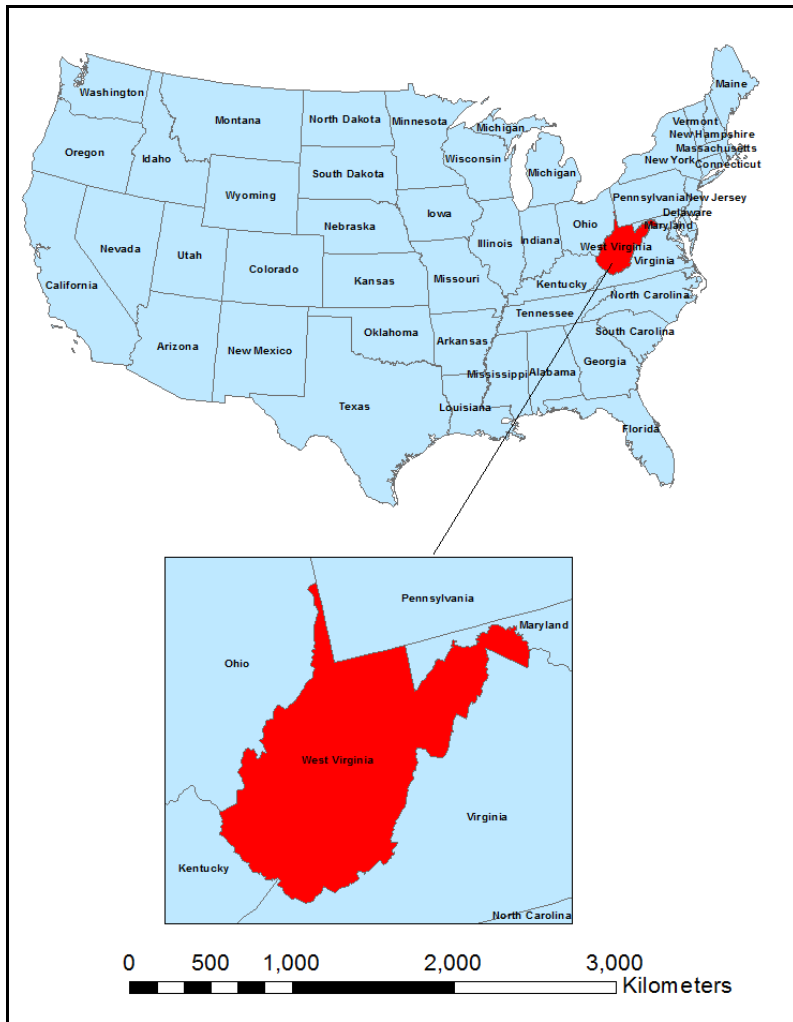 Maine
Washington
Montana
North Dakota
Minnesota
Vermont
Michigan
New Hampshire
Oregon
Idaho
Wisconsin
Massachusetts
New York
Connecticut
South Dakota
Michigan
Wyoming
Pennsylvania
New Jersey
Iowa
Delaware
Nebraska
Ohio
Maryland
Illinois
Indiana
West Virginia
Nevada
Utah
Virginia
Colorado
Missouri
Kansas
Kentucky
California
North Carolina
Tennessee
Oklahoma
South Carolina
Arkansas
Arizona
New Mexico
Georgia
Mississippi
Alabama
Texas
Louisiana
Florida
Pennsylvania
Maryland
Ohio
West Virginia
Virginia
Kentucky
North Carolina
0 500 1,000 2,000 3,000
Kilometers